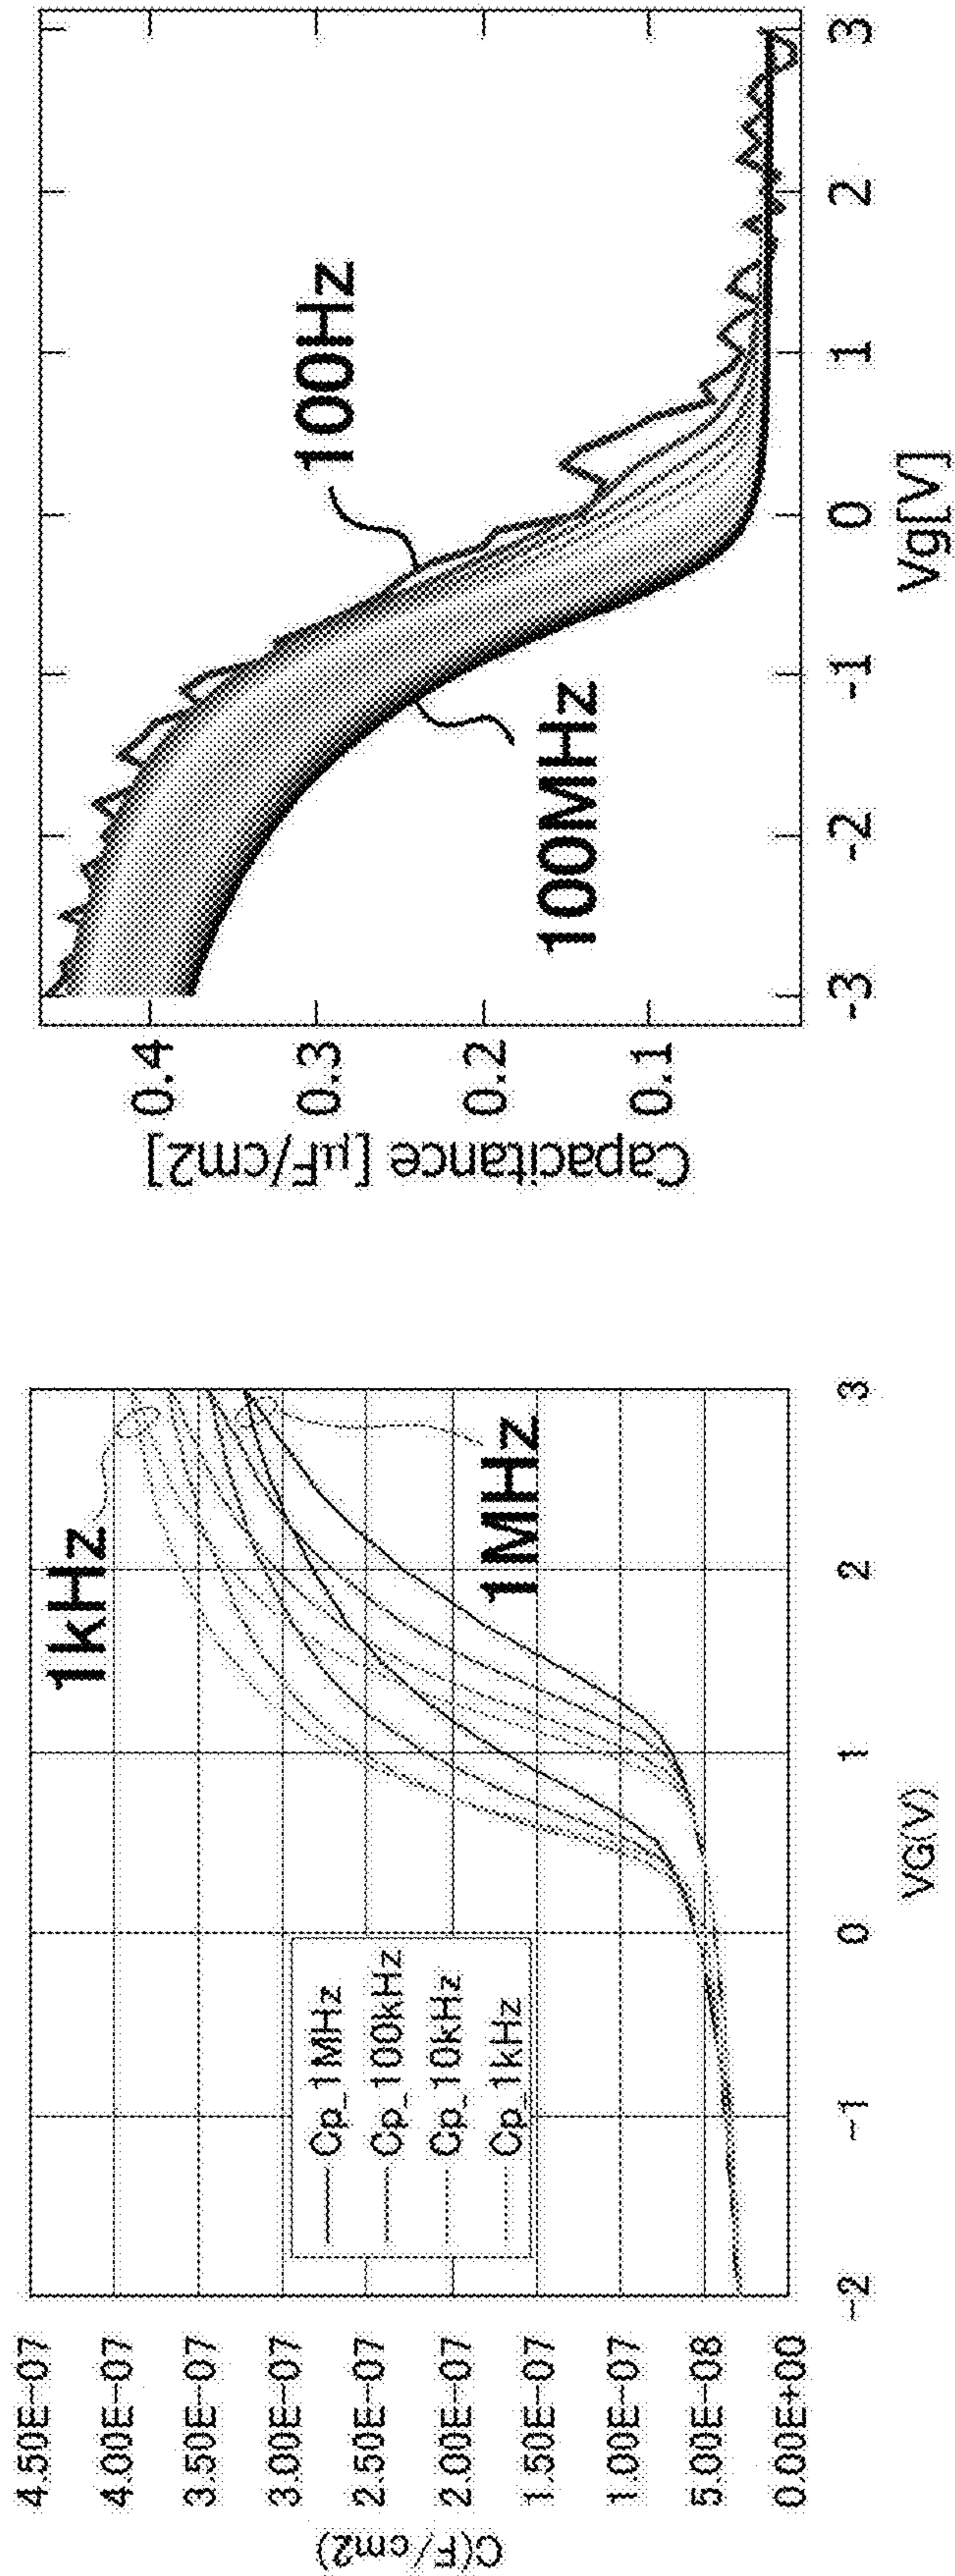 C(F/cm2)
4.50E−07
4.00E−07
3.50E−07
3.00E−07
2.50E−07
2.00E−07
1.50E−07
1.00E−07
5.00E−08
0.00E+00
1kHz
1MHz
Cp_1MHz
Cp_100kHz
Cp_10kHz
Cp_1kHz
−2 −1 0 1 2 3
VG(V)
Capacitance [μF/cm2]
0.4
0.3
0.2
0.1
100Hz
100MHz
-3 -2 -1 0 1 2 3
Vg[V]